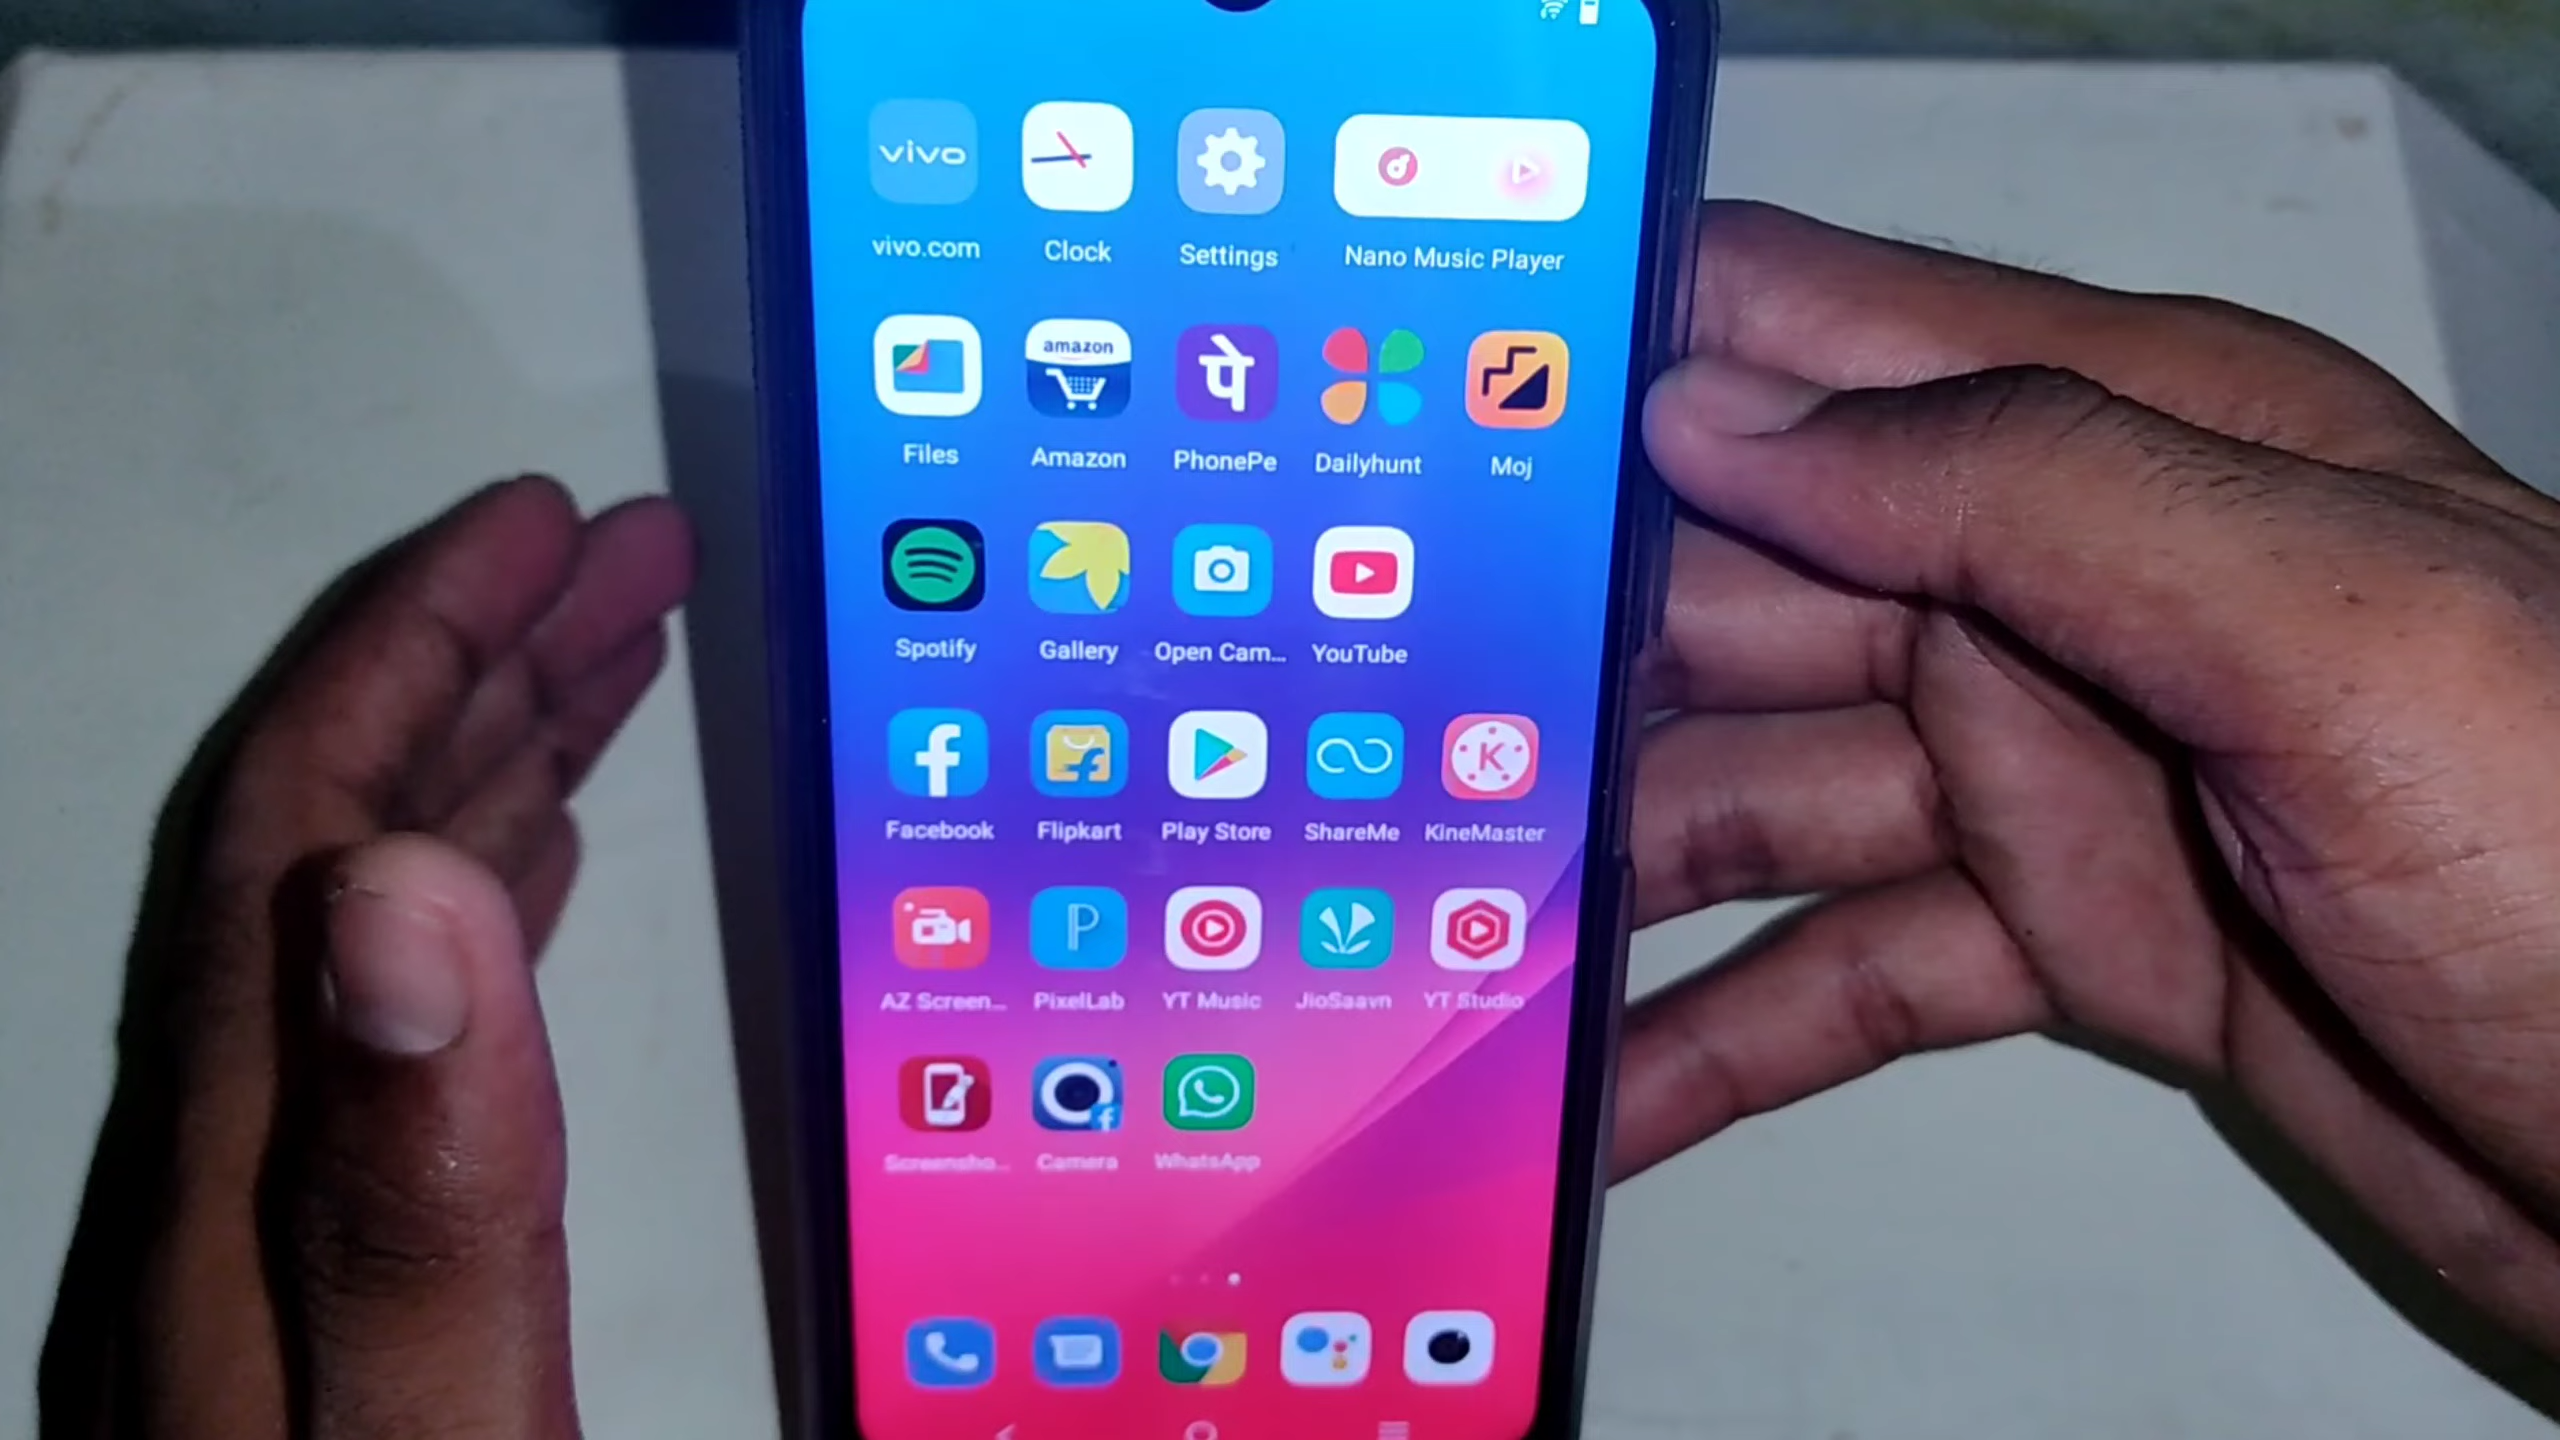 vivo
vivo.com Clock Settings Nano Music Player
amazon
पे
Files Amazon PhonePe Dailyhunt Moj
Spotify Gallery Open Cam... YouTube
K
Facebook Flipkart Play Store ShareMe KineMaster
P
AZ Screen... PixelLab YT Music JioSaavn YT Studio
Screensho... Camera WhatsApp